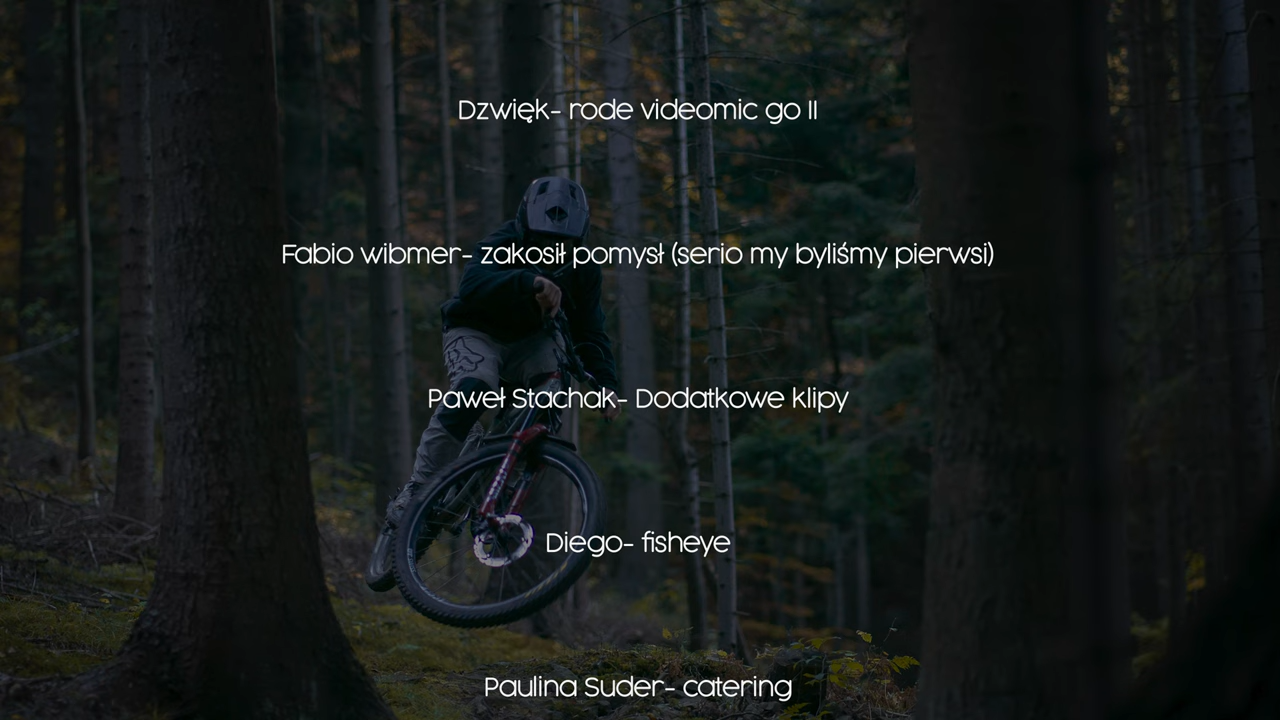 Dzwięk- rode videomic go II
Fabio wibmer- zakosił pomysł (serio my byliśmy pierwsi)
Paweł Stachak- Dodatkowe klipy
Diego- fisheye
Paulina Suder- catering